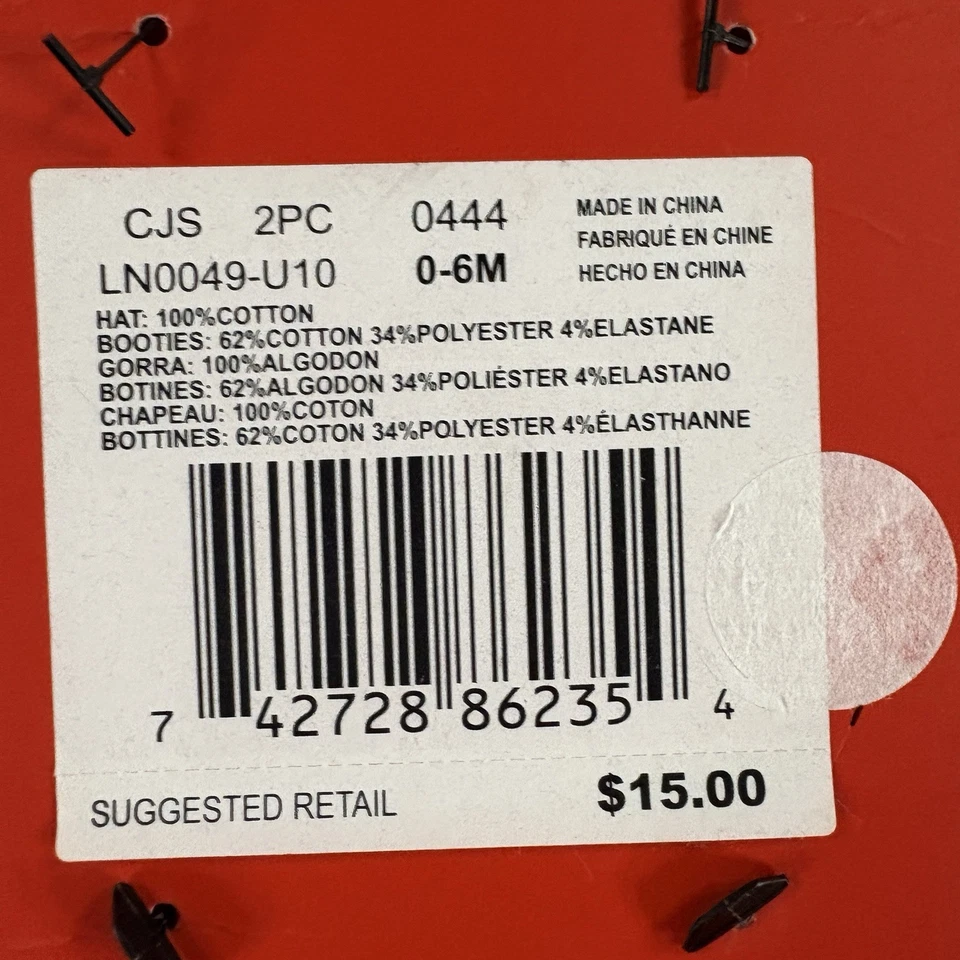 CJS 2PC 0444
LN0049-U10 0-6M
MADE IN CHINA
FABRIQUÉ EN CHINE
HECHO EN CHINA
HAT: 100%COTTON
BOOTIES: 62%COTTON 34%POLYESTER 4%ELASTANE
GORRA: 100%ALGODON
BOTINES: 62%ALGODON 34%POLIÉSTER 4%ELASTANO
CHAPEAU: 100%COTON
BOTTINES: 62%COTON 34%POLYESTER 4%ÉLASTHANNE
7 42728 86235 4
SUGGESTED RETAIL $15.00